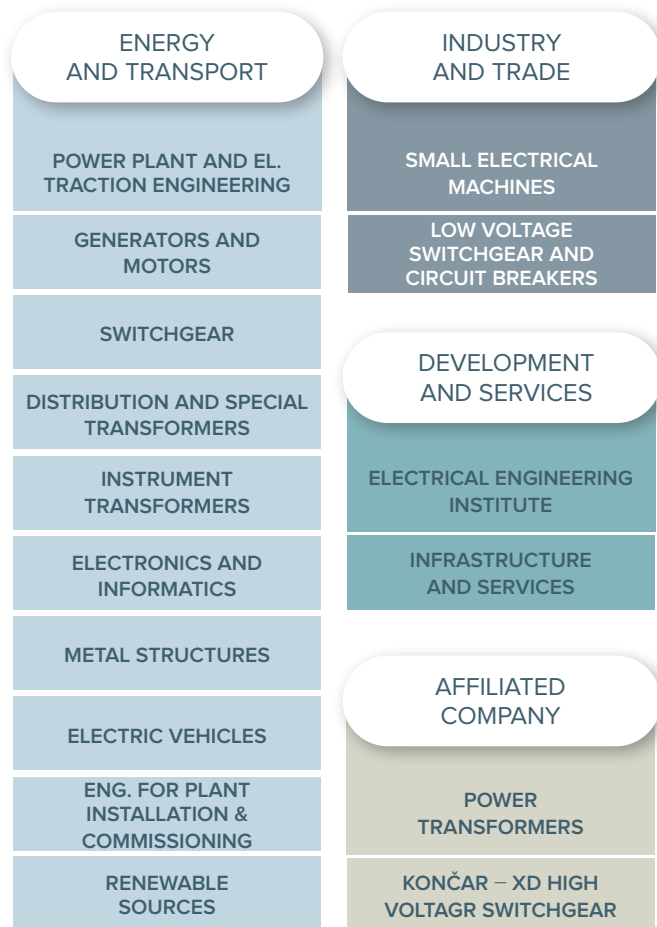 ENERGY
AND TRANSPORT
POWER PLANT AND EL.
TRACTION ENGINEERING
GENERATORS AND
MOTORS
SWITCHGEAR
DISTRIBUTION AND SPECIAL
TRANSFORMERS
INSTRUMENT
TRANSFORMERS
ELECTRONICS AND
INFORMATICS
METAL STRUCTURES
ELECTRIC VEHICLES
ENG. FOR PLANT
INSTALLATION &
COMMISSIONING
RENEWABLE
SOURCES
INDUSTRY
AND TRADE
SMALL ELECTRICAL
MACHINES
LOW VOLTAGE
SWITCHGEAR AND
CIRCUIT BREAKERS
DEVELOPMENT
AND SERVICES
ELECTRICAL ENGINEERING
INSTITUTE
INFRASTRUCTURE
AND SERVICES
AFFILIATED
COMPANY
POWER
TRANSFORMERS
KONČAR – XD HIGH
VOLTAGR SWITCHGEAR